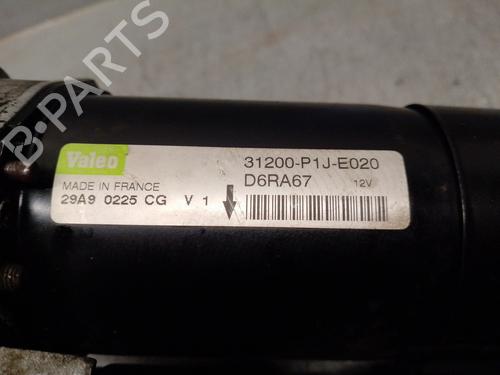 B-PARTS
Valeo
31200-P1J-E020
MADE IN FRANCE
D6RA67
12V
29A9 0225 CG V 1